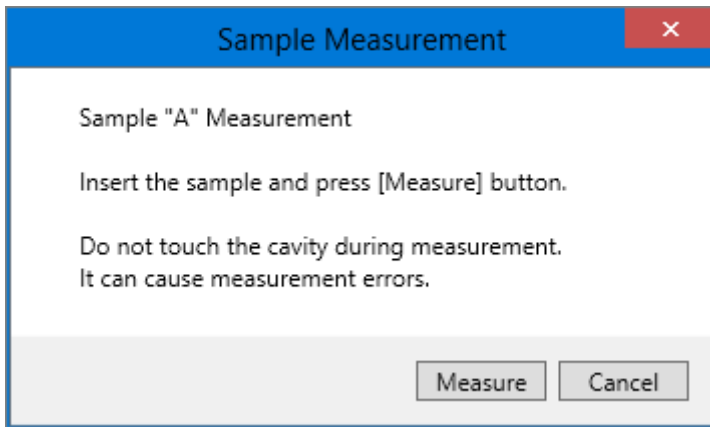 Sample Measurement
Sample "A" Measurement
Insert the sample and press [Measure] button.
Do not touch the cavity during measurement.
It can cause measurement errors.
Measure Cancel